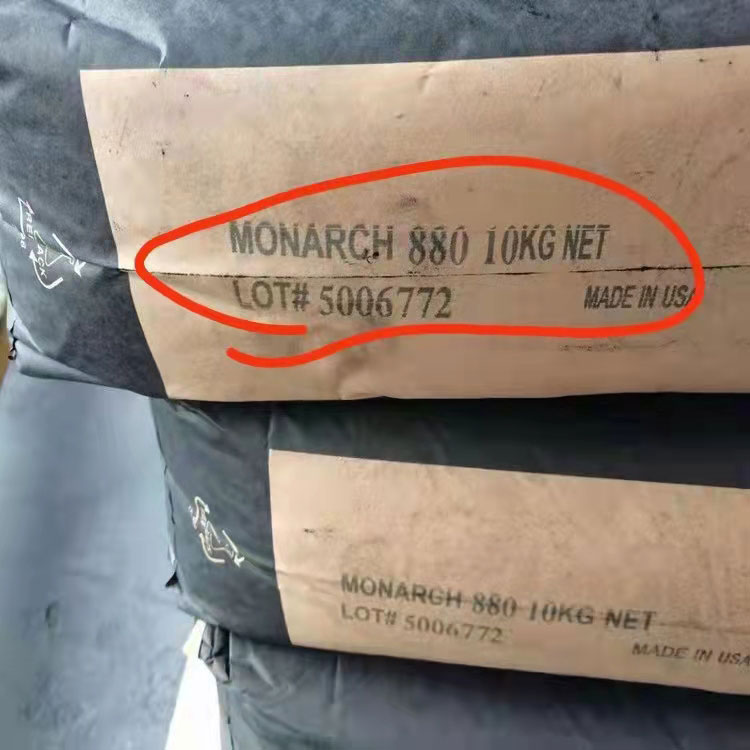 MONARCH 880 10KG NET
LOT# 5006772
MADE IN USA
MONARCH 880 10KG NET
LOT# 5006772
MADE IN USA